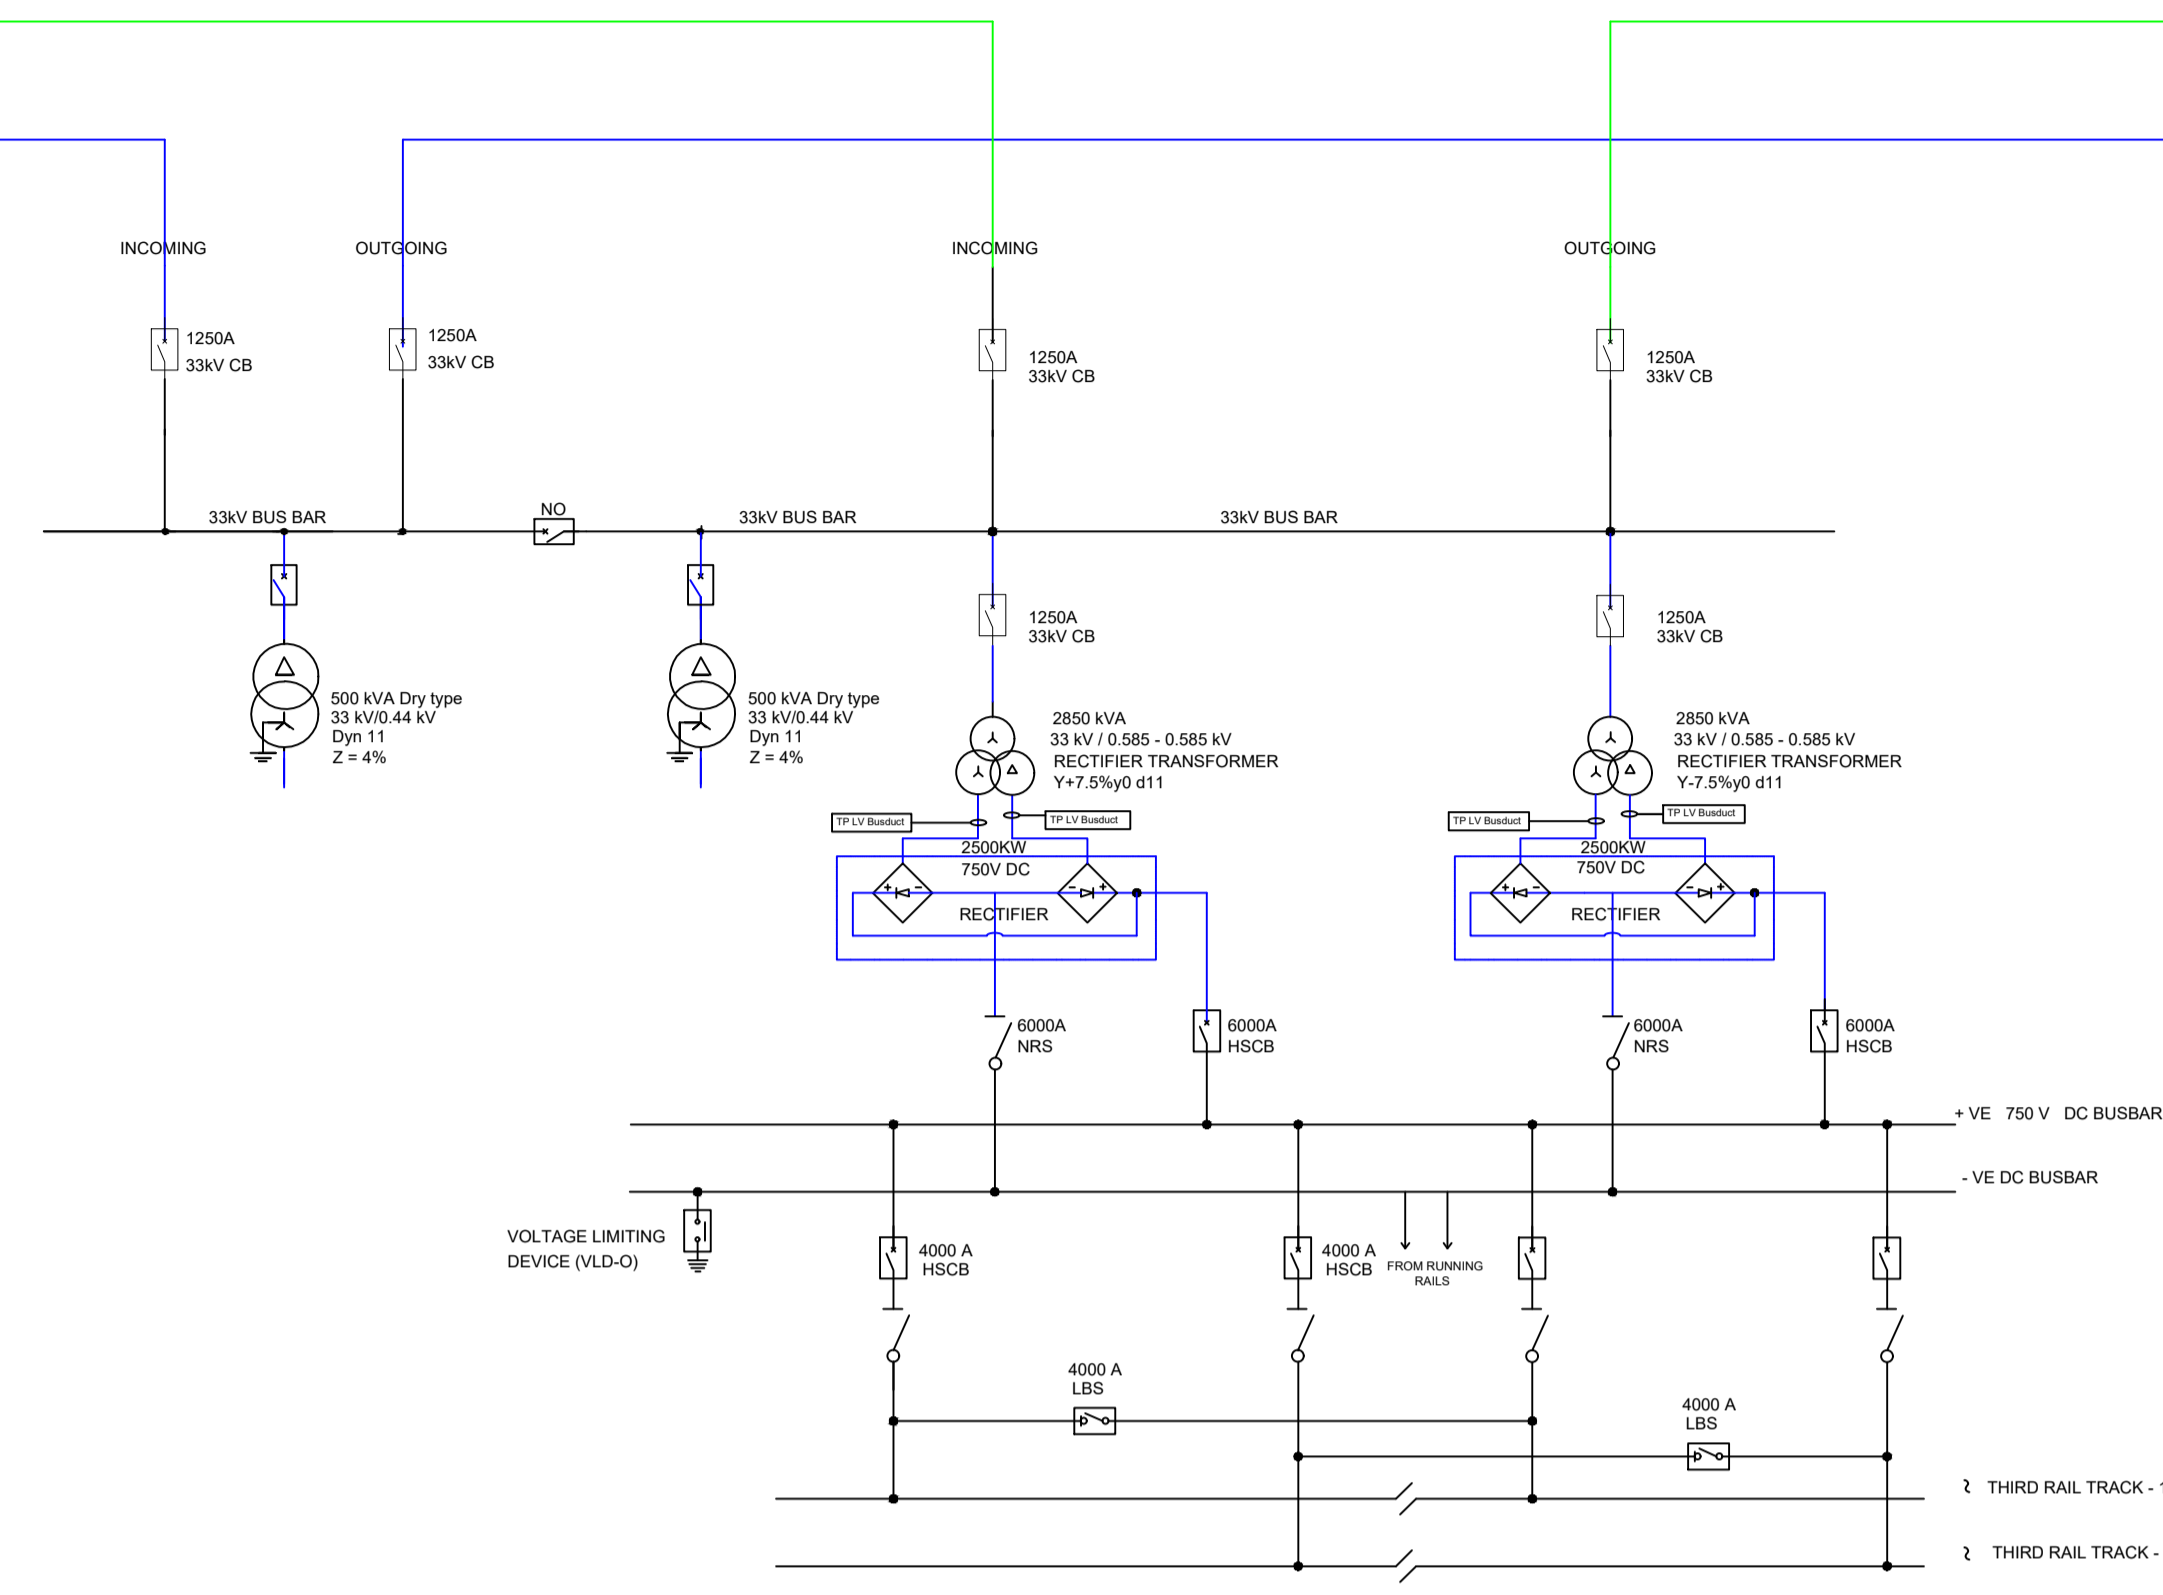 INCOMING
OUTGOING
INCOMING
OUTGOING
1250A
33kV CB
1250A
33kV CB
1250A
33kV CB
1250A
33kV CB
33kV BUS BAR
NO
33kV BUS BAR
33kV BUS BAR
1250A
33kV CB
1250A
33kV CB
500 kVA Dry type
33 kV/0.44 kV
Dyn 11
Z = 4%
500 kVA Dry type
33 kV/0.44 kV
Dyn 11
Z = 4%
2850 kVA
33 kV / 0.585 - 0.585 kV
RECTIFIER TRANSFORMER
Y+7.5%y0 d11
2850 kVA
33 kV / 0.585 - 0.585 kV
RECTIFIER TRANSFORMER
Y-7.5%y0 d11
TP LV Busduct
TP LV Busduct
TP LV Busduct
TP LV Busduct
2500KW
750V DC
RECTIFIER
2500KW
750V DC
RECTIFIER
6000A
NRS
6000A
HSCB
6000A
NRS
6000A
HSCB
+ VE 750 V DC BUSBAR
- VE DC BUSBAR
VOLTAGE LIMITING
DEVICE (VLD-O)
4000 A
HSCB
4000 A
HSCB
FROM RUNNING
RAILS
4000 A
LBS
4000 A
LBS
THIRD RAIL TRACK - 1
THIRD RAIL TRACK -